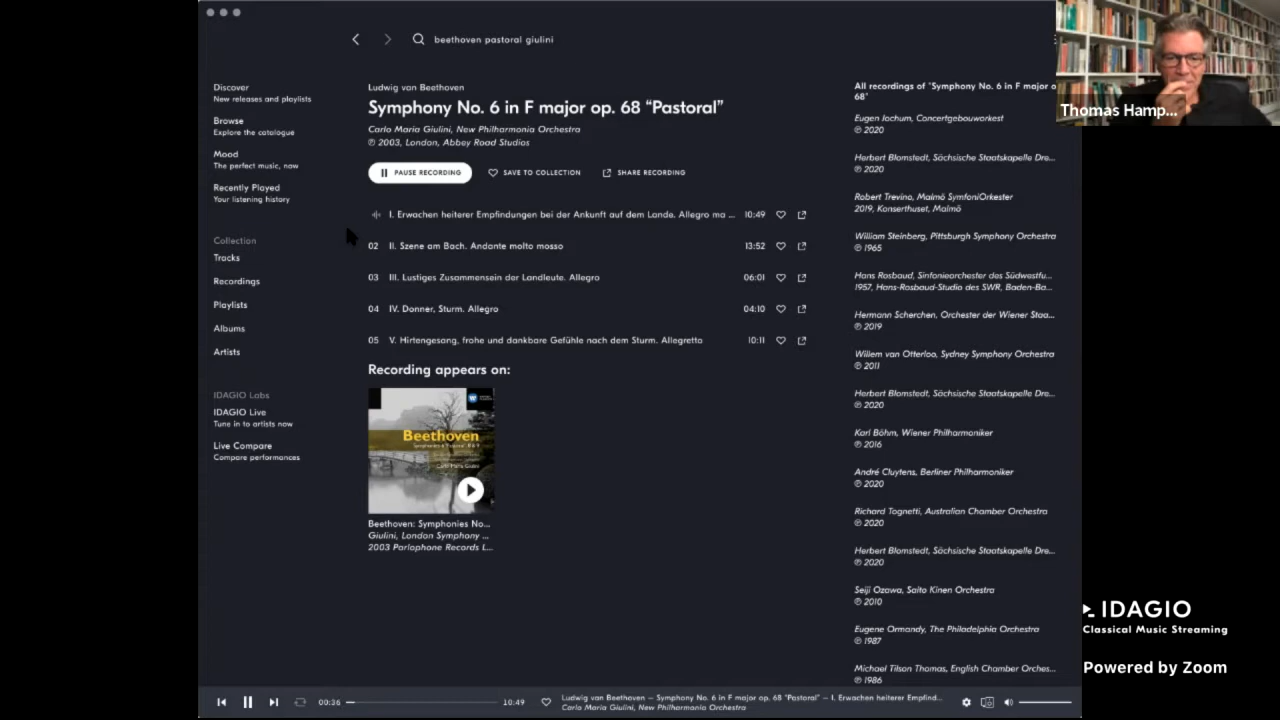 beethoven pastoral giulini
Discover
New releases and playlists
Browse
Explore the catalogue
Mood
The perfect music, now
Recently Played
Your listening history
Collection
Tracks
Recordings
Playlists
Albums
Artists
IDAGIO Labs
IDAGIO Live
Tune in to artists now
Live Compare
Compare performances
Ludwig van Beethoven
Symphony No. 6 in F major op. 68 “Pastoral”
Carlo Maria Giulini, New Philharmonia Orchestra
℗ 2003, London, Abbey Road Studios
PAUSE RECORDING
SAVE TO COLLECTION
SHARE RECORDING
I. Erwachen heiterer Empfindungen bei der Ankunft auf dem Lande. Allegro ma ... 10:49
02 II. Szene am Bach. Andante molto mosso 13:52
03 III. Lustiges Zusammensein der Landleute. Allegro 06:01
04 IV. Donner, Sturm. Allegro 04:10
05 V. Hirtengesang, frohe und dankbare Gefühle nach dem Sturm. Allegretto 10:11
Recording appears on:
Beethoven
Carlo Maria Giulini
Beethoven: Symphonies No...
Giulini, London Symphony ...
2003 Parlophone Records L...
All recordings of "Symphony No. 6 in F major o
68"
Eugen Jochum, Concertgebouworkest
℗ 2020
Herbert Blomstedt, Sächsische Staatskapelle Dre...
℗ 2020
Robert Trevino, Malmö SymfoniOrkester
2019, Konserthuset, Malmö
William Steinberg, Pittsburgh Symphony Orchestra
℗ 1965
Hans Rosbaud, Sinfonieorchester des Südwestfu...
1957, Hans-Rosbaud-Studio des SWR, Baden-Ba...
Hermann Scherchen, Orchester der Wiener Staa...
℗ 2019
Willem van Otterloo, Sydney Symphony Orchestra
℗ 2011
Herbert Blomstedt, Sächsische Staatskapelle Dre...
℗ 2020
Karl Böhm, Wiener Philharmoniker
℗ 2016
André Cluytens, Berliner Philharmoniker
℗ 2020
Richard Tognetti, Australian Chamber Orchestra
℗ 2020
Herbert Blomstedt, Sächsische Staatskapelle Dre...
℗ 2020
Seiji Ozawa, Saito Kinen Orchestra
℗ 2010
Eugene Ormandy, The Philadelphia Orchestra
℗ 1987
Michael Tilson Thomas, English Chamber Orches...
℗ 1986
Thomas Hamp...
IDAGIO
Classical Music Streaming
Powered by Zoom
00:36
10:49
Ludwig van Beethoven – Symphony No. 6 in F major op. 68 "Pastoral" – I. Erwachen heiterer Empfind...
Carlo Maria Giulini, New Philharmonia Orchestra